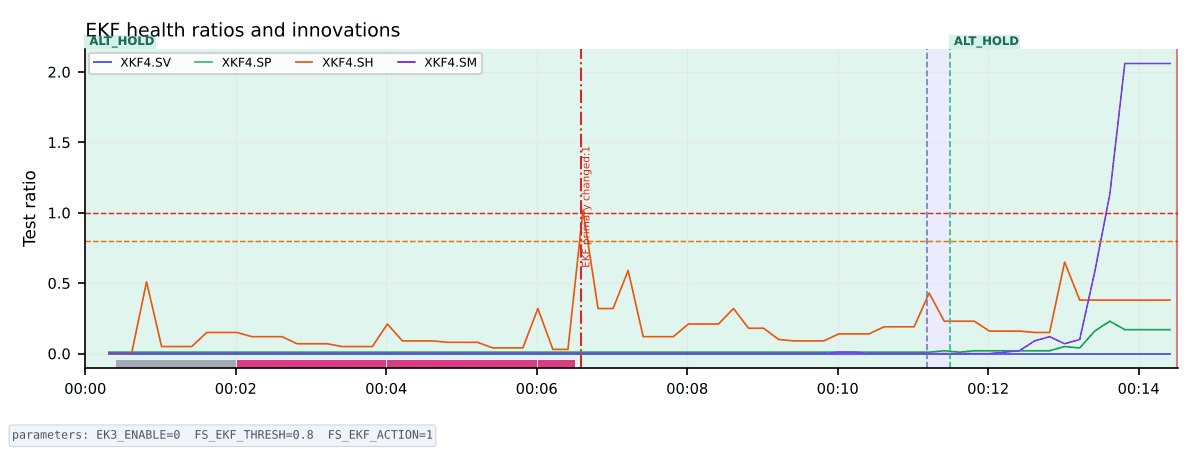 EKF health ratios and innovations
ALT_HOLD
ALT_HOLD
XKF4.SV
XKF4.SP
XKF4.SH
XKF4.SM
Test ratio
2.0
1.5
1.0
0.5
0.0
EKF primary changed:1
00:00
00:02
00:04
00:06
00:08
00:10
00:12
00:14
parameters: EK3_ENABLE=0 FS_EKF_THRESH=0.8 FS_EKF_ACTION=1